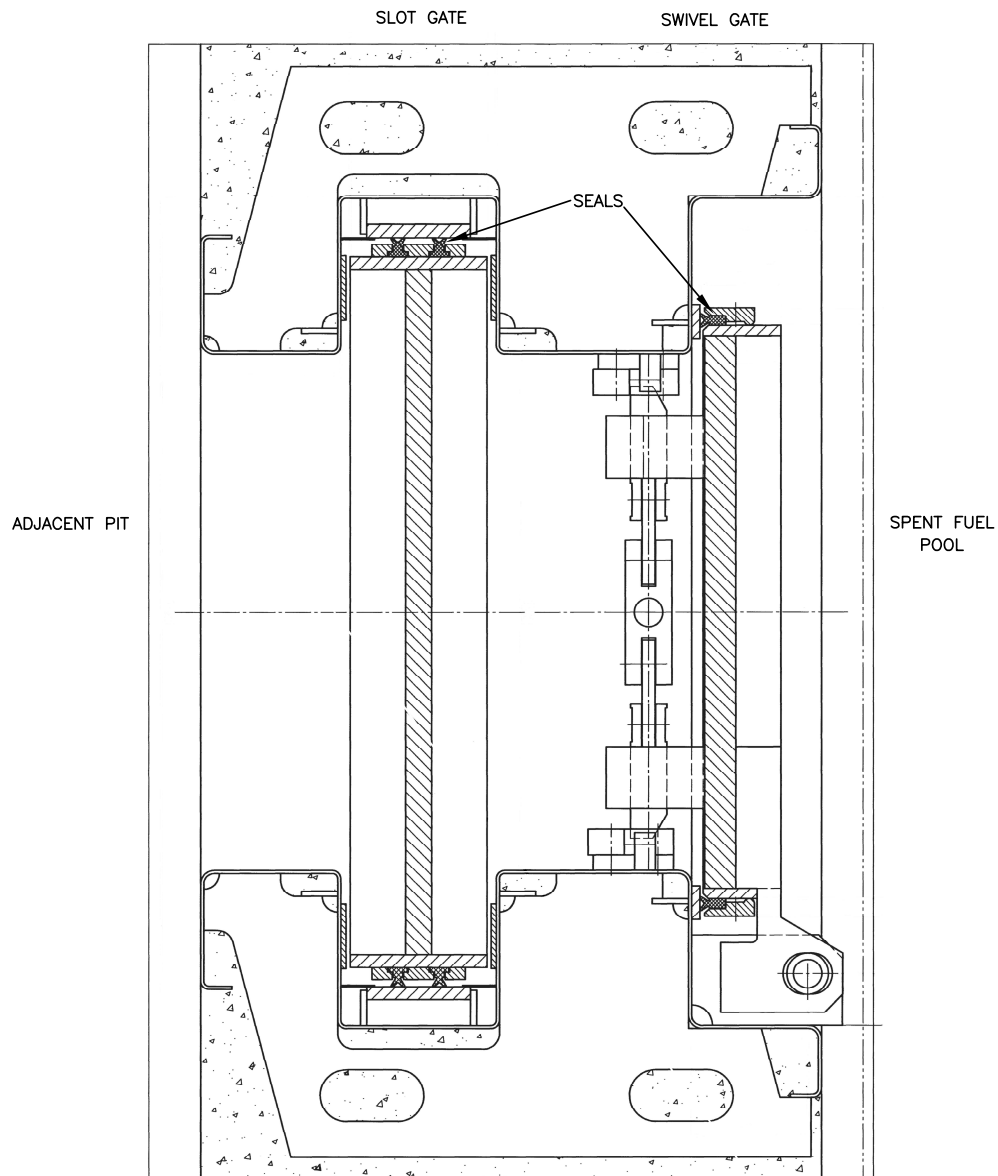 SLOT GATE
SWIVEL GATE
SEALS
ADJACENT PIT
SPENT FUEL
POOL